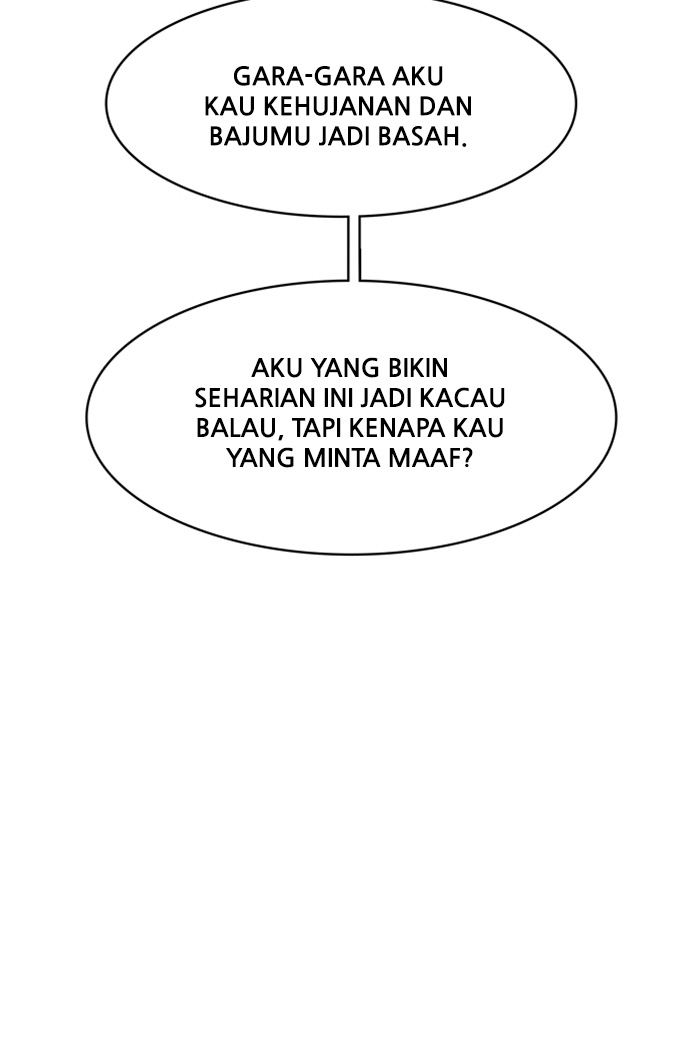 GARA-GARA AKU
KAU KEHUJANAN DAN
BAJUMU JADI BASAH.
AKU YANG BIKIN
SEHARIAN INI JADI KACAU
BALAU, TAPI KENAPA KAU
YANG MINTA MAAF?